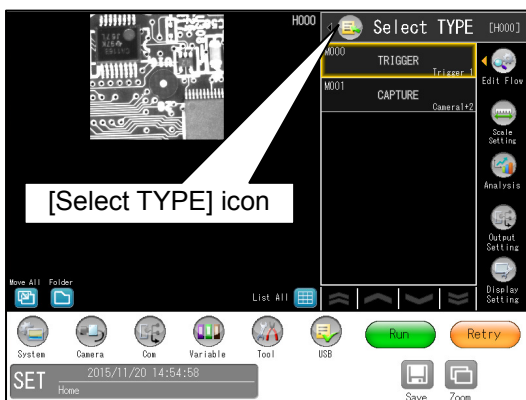 H000
Select TYPE [H000]
M000
TRIGGER
Trigger 1
M001
CAPTURE
Camera1+2
Edit Flow
Scale
Setting
Analysis
Output
Setting
Display
Setting
[Select TYPE] icon
Move All Folder
List All
System Camera Com Variable Tool USB
Run Retry
SET 2015/11/20 14:54:58
Home
Save Zoom